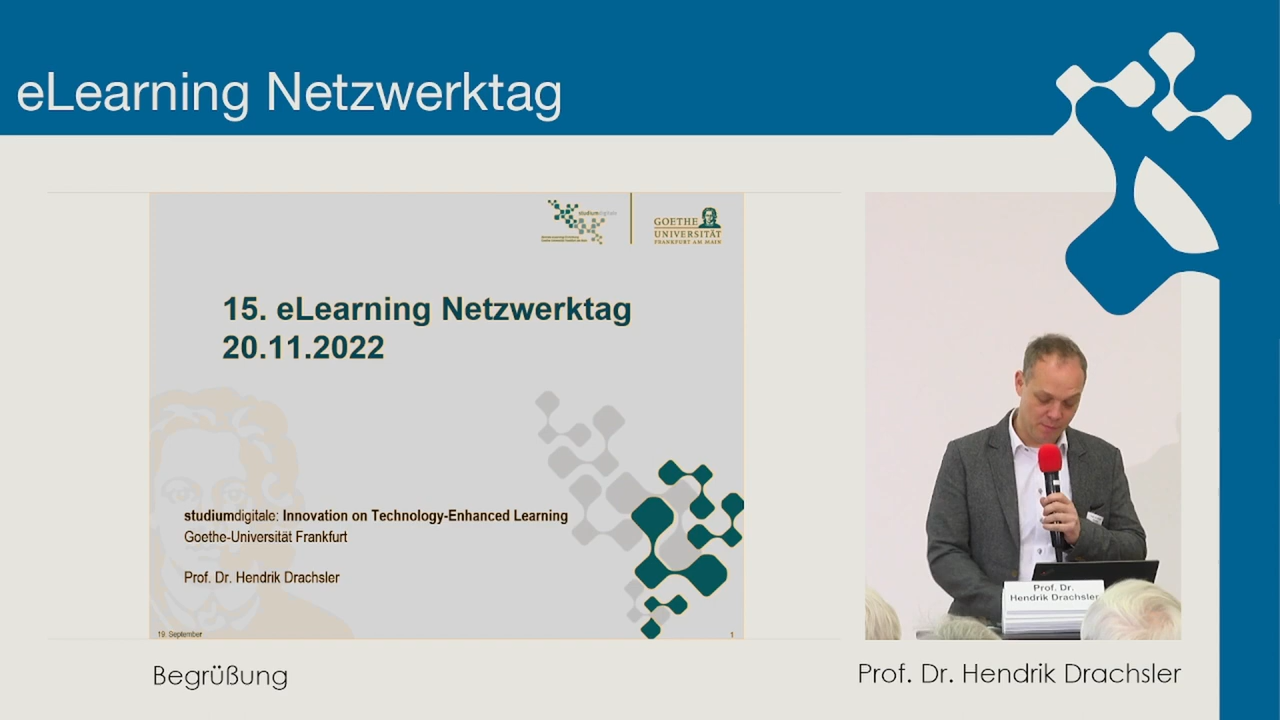 eLearning Netzwerktag
studiumdigitale
GOETHE
UNIVERSITÄT
FRANKFURT AM MAIN
15. eLearning Netzwerktag
20.11.2022
studiumdigitale: Innovation on Technology-Enhanced Learning
Goethe-Universität Frankfurt
Prof. Dr. Hendrik Drachsler
19. September
1
Prof. Dr.
Hendrik Drachsler
Begrüßung
Prof. Dr. Hendrik Drachsler